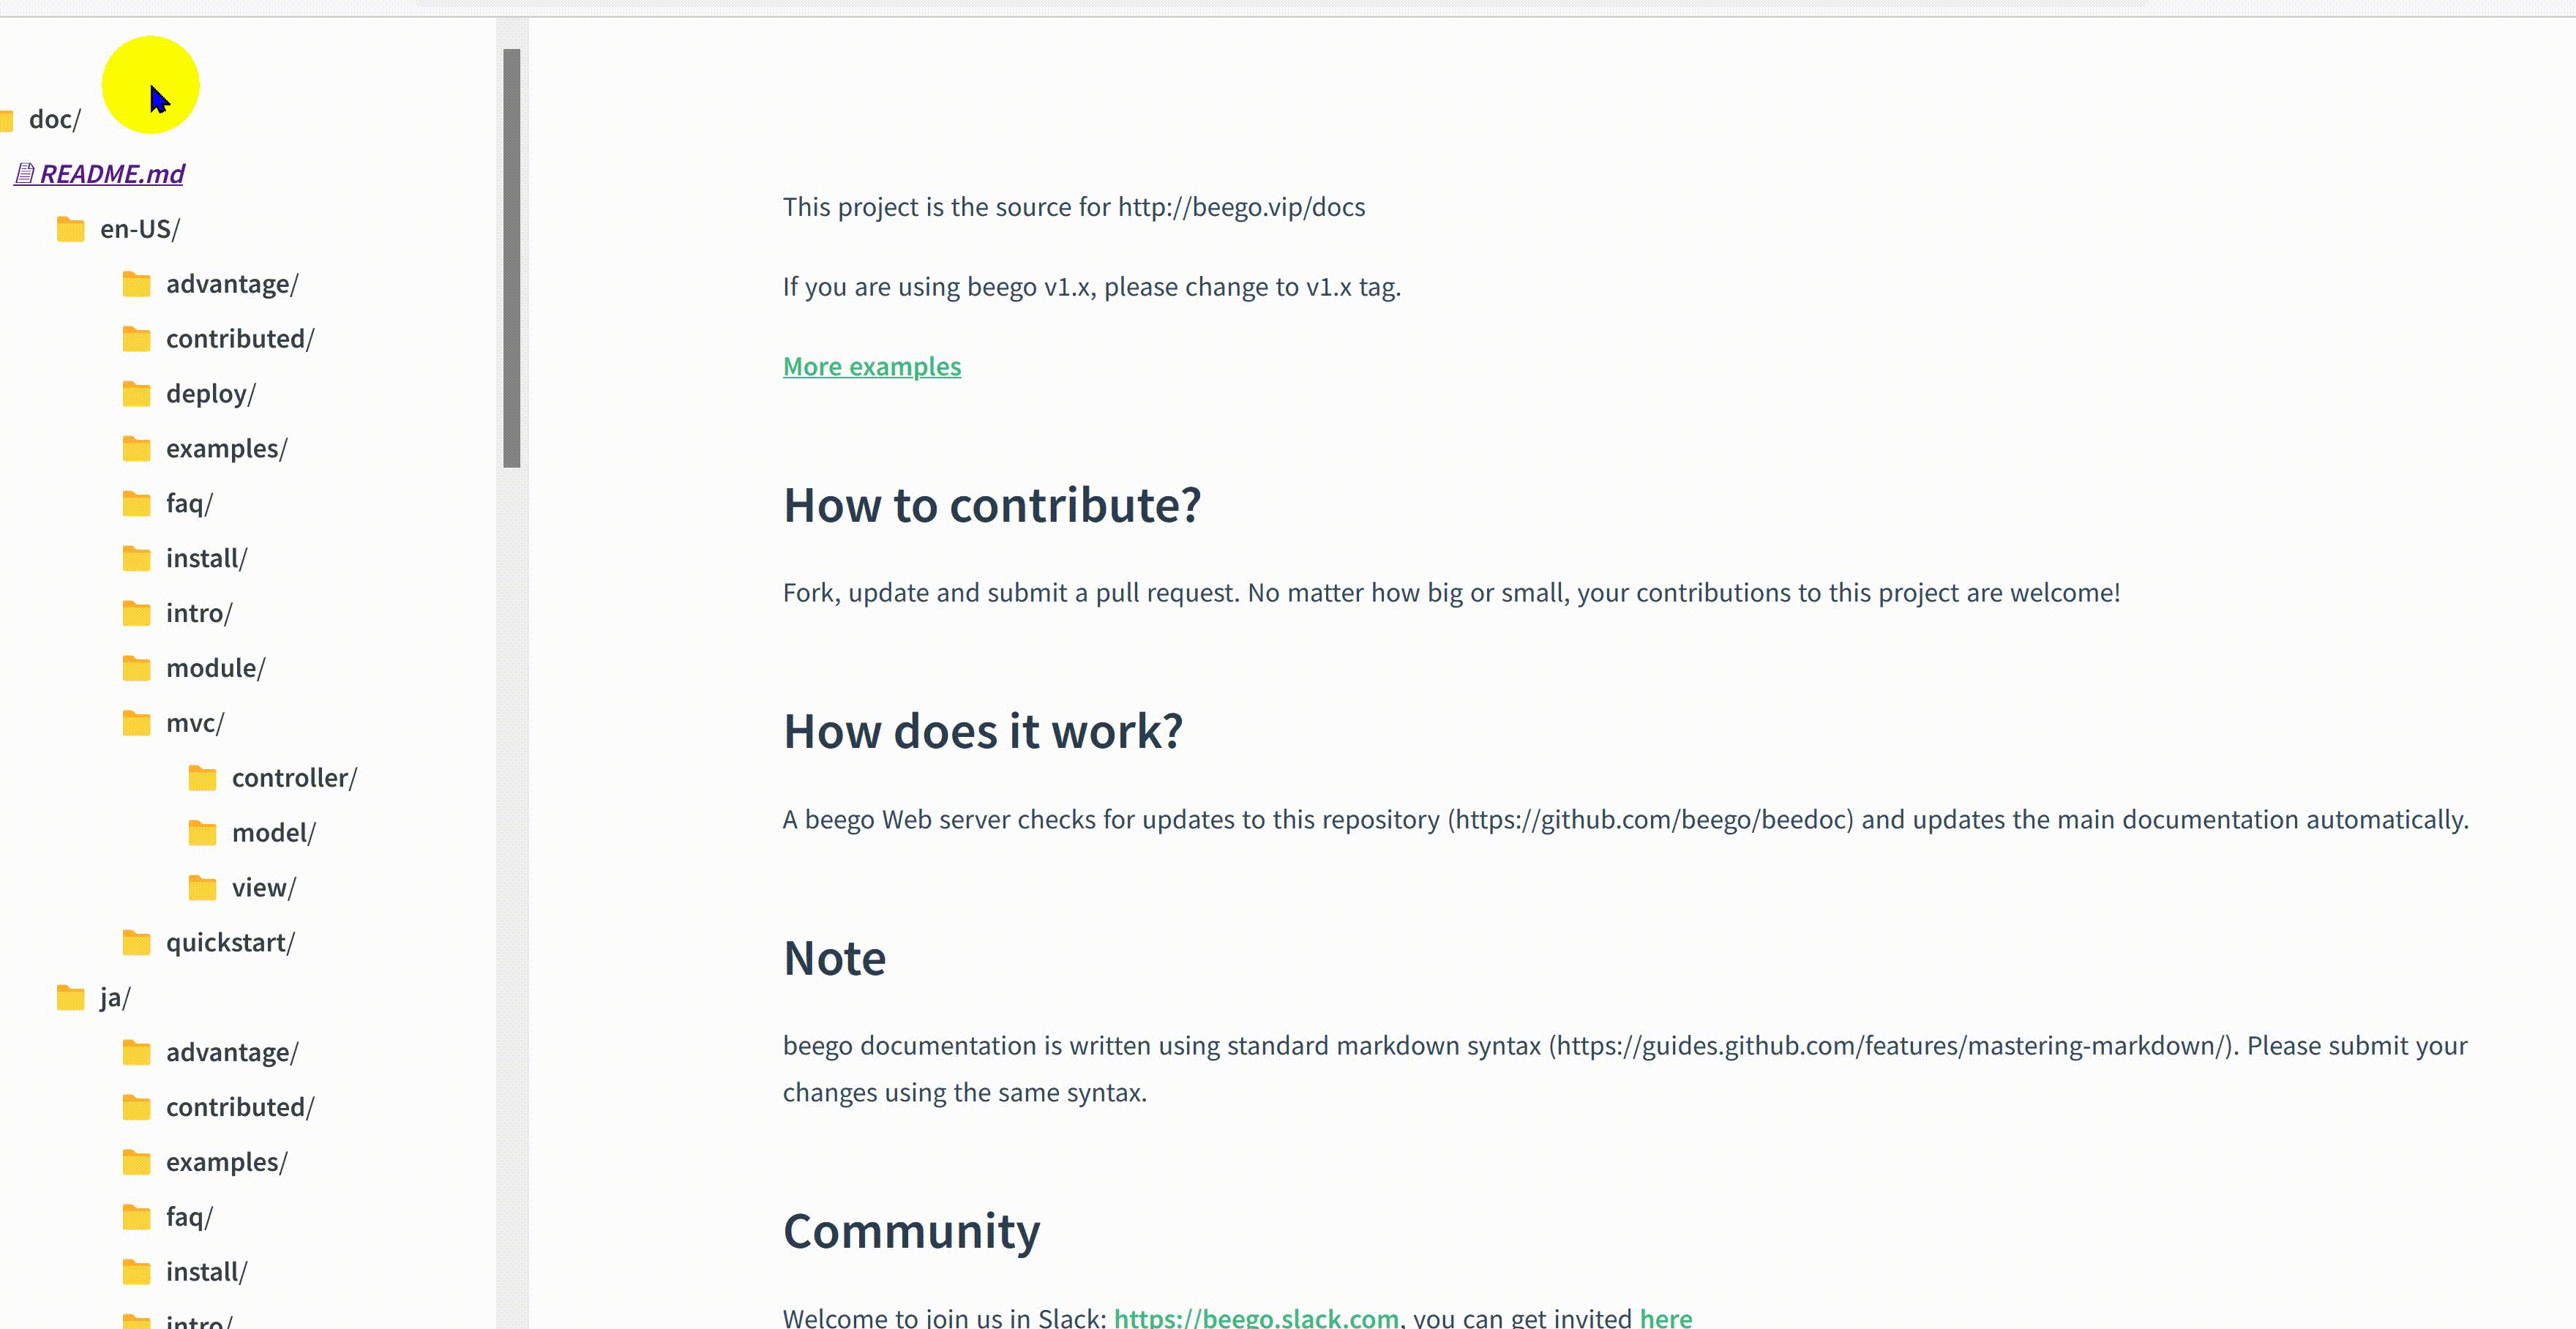 doc/
README.md
en-US/
advantage/
contributed/
deploy/
examples/
faq/
install/
intro/
module/
mvc/
controller/
model/
view/
quickstart/
ja/
advantage/
contributed/
examples/
faq/
install/
intro/
This project is the source for http://beego.vip/docs
If you are using beego v1.x, please change to v1.x tag.
More examples
How to contribute?
Fork, update and submit a pull request. No matter how big or small, your contributions to this project are welcome!
How does it work?
A beego Web server checks for updates to this repository (https://github.com/beego/beedoc) and updates the main documentation automatically.
Note
beego documentation is written using standard markdown syntax (https://guides.github.com/features/mastering-markdown/). Please submit your
changes using the same syntax.
Community
Welcome to join us in Slack: https://beego.slack.com, you can get invited here